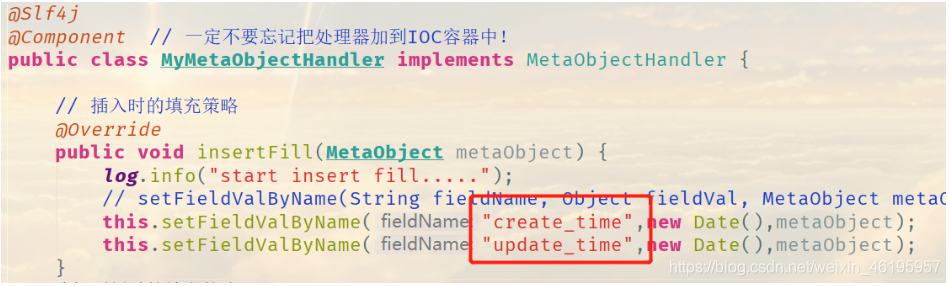 @Slf4j
@Component // 一定不要忘记把处理器加到IOC容器中!
public class MyMetaObjectHandler implements MetaObjectHandler {
// 插入时的填充策略
@Override
public void insertFill(MetaObject metaObject) {
log.info("start insert fill.....");
// setFieldValByName(String fieldName, Object fieldVal, MetaObject metaO
this.setFieldValByName( fieldName: "create_time",new Date(),metaObject);
this.setFieldValByName( fieldName: "update_time",new Date(),metaObject);
}
https://blog.csdn.net/weixin_46195957